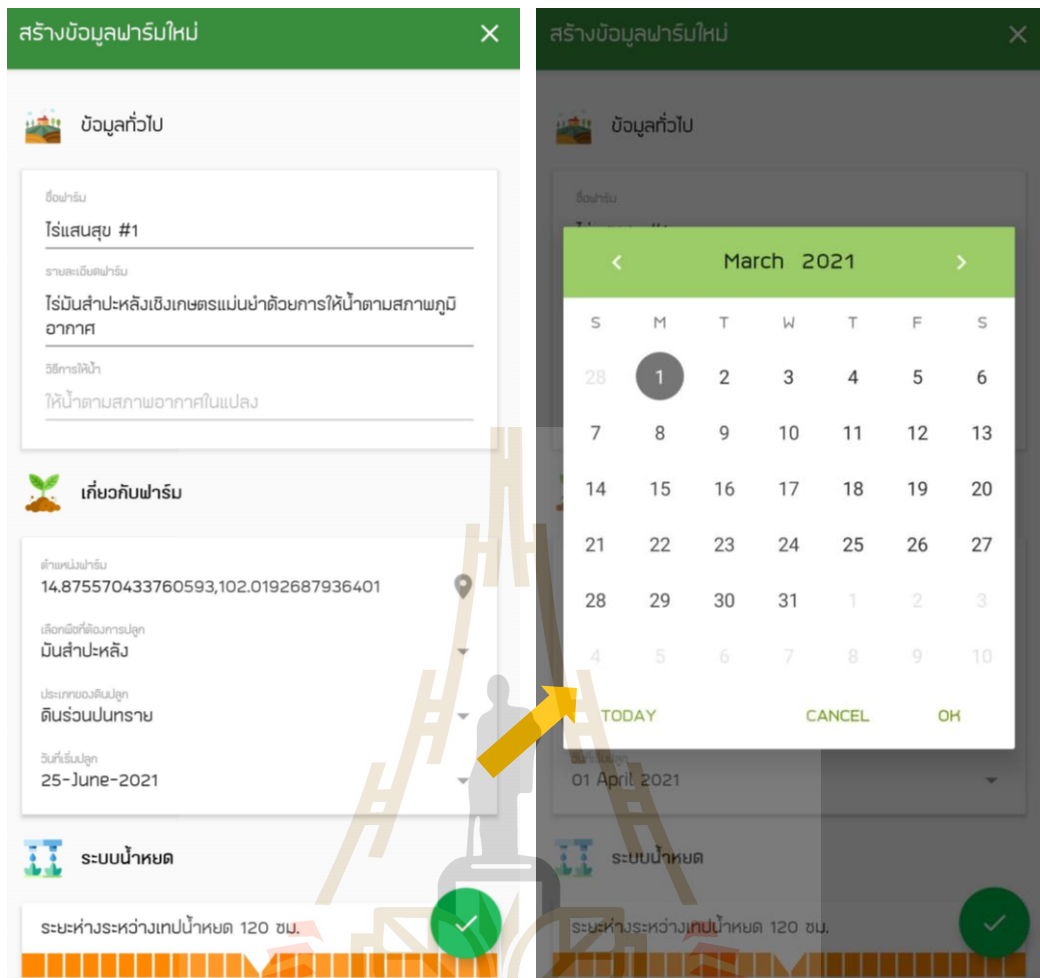 สร้างข้อมูลฟาร์มใหม่
ข้อมูลทั่วไป
ชื่อฟาร์ม
ไร่แสนสุข #1
รายละเอียดฟาร์ม
ไร่มันสำปะหลังเชิงเกษตรแม่นยำด้วยการให้น้ำตามสภาพภูมิ
อากาศ
วิธีการให้น้ำ
ให้น้ำตามสภาพอากาศในแปลง
เกี่ยวกับฟาร์ม
ตำแหน่งฟาร์ม
14.875570433760593,102.0192687936401
เลือกพืชที่ต้องการปลูก
มันสำปะหลัง
ประเภทของดินปลูก
ดินร่วนปนทราย
วันที่เริ่มปลูก
25-June-2021
ระบบน้ำหยด
ระยะห่างระหว่างเทปน้ำหยด 120 ซม.
สร้างข้อมูลฟาร์มใหม่
ข้อมูลทั่วไป
ชื่อฟาร์ม
March 2021
S M T W T F S
28 1 2 3 4 5 6
7 8 9 10 11 12 13
14 15 16 17 18 19 20
21 22 23 24 25 26 27
28 29 30 31 1 2 3
4 5 6 7 8 9 10
TODAY CANCEL OK
วันที่เริ่มปลูก
01 April 2021
ระบบน้ำหยด
ระยะห่างระหว่างเทปน้ำหยด 120 ซม.